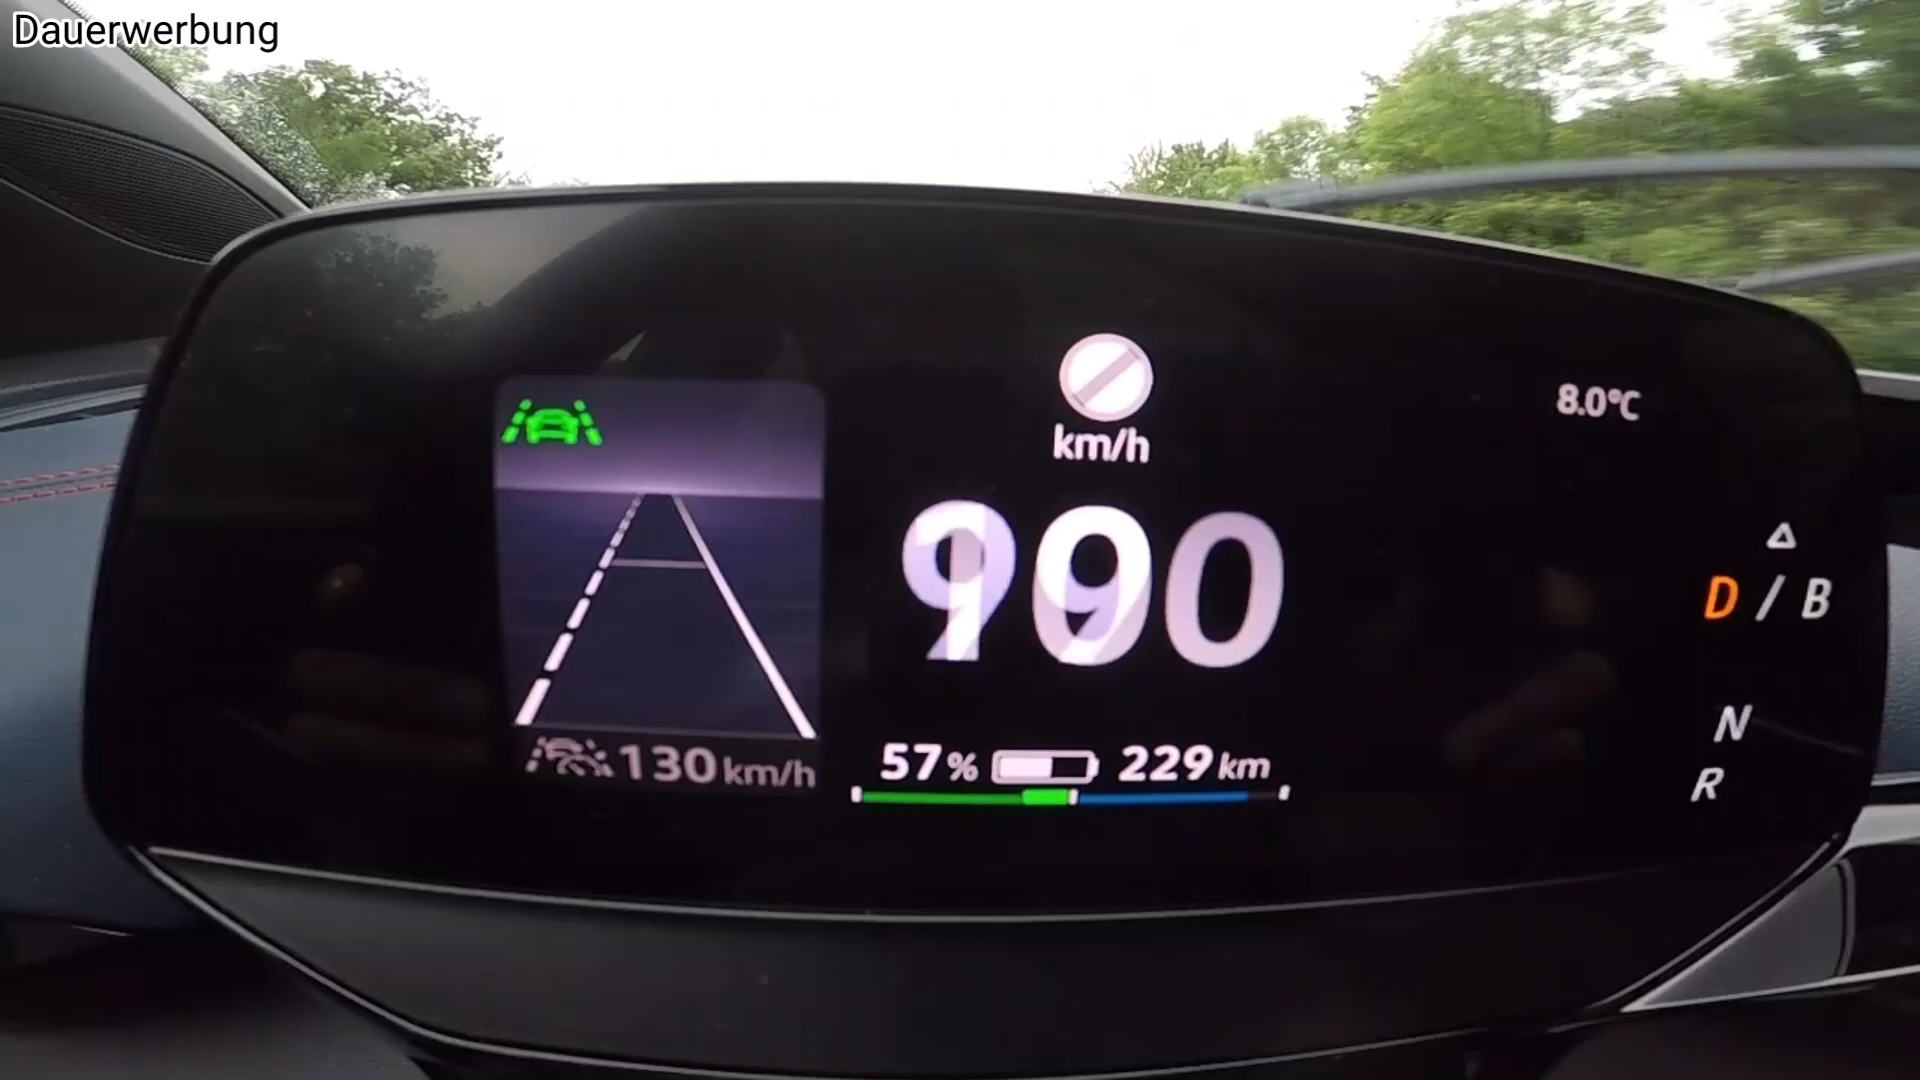 Dauerwerbung
km/h
8.0°C
D / B
57% 229 km
130 km/h
N
R